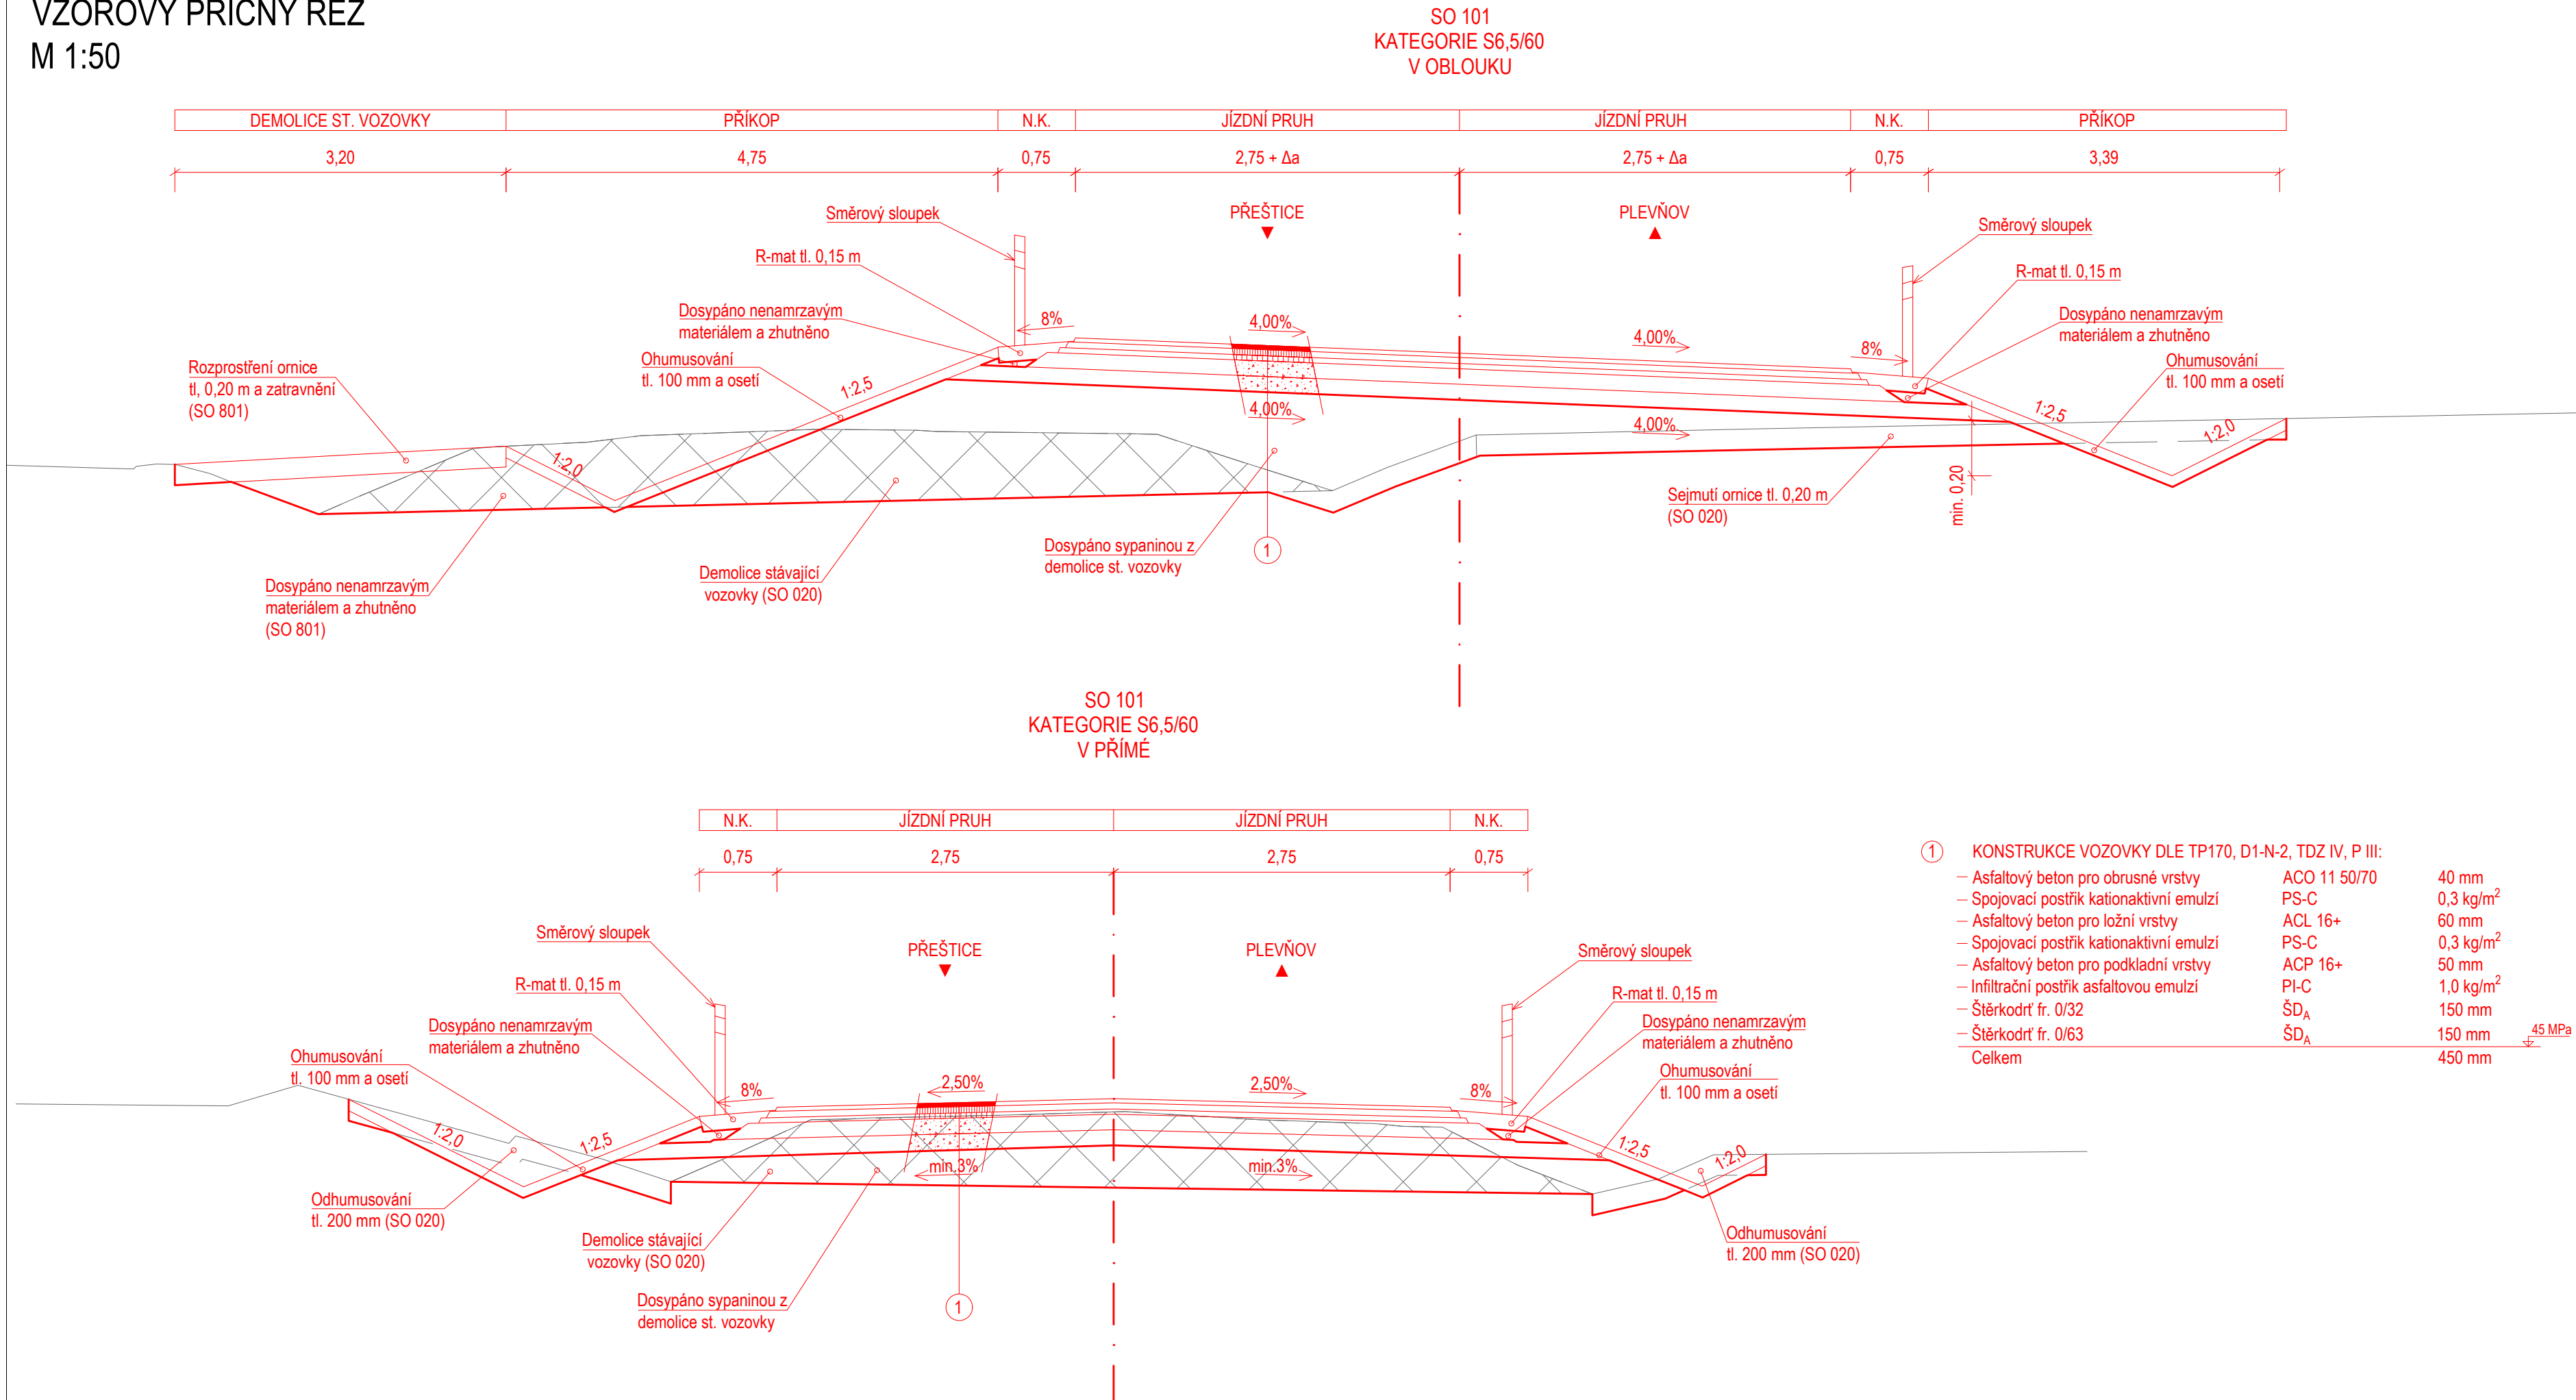 VZOROVÝ PŘÍČNÝ ŘEZ
M 1:50
SO 101
KATEGORIE S6,5/60
V OBLOUKU
DEMOLICE ST. VOZOVKY
PŘÍKOP
N.K.
JÍZDNÍ PRUH
JÍZDNÍ PRUH
N.K.
PŘÍKOP
3,20
4,75
0,75
2,75 + Δa
2,75 + Δa
0,75
3,39
Směrový sloupek
PŘEŠTICE
PLEVŇOV
Směrový sloupek
R-mat tl. 0,15 m
R-mat tl. 0,15 m
Dosypáno nenamrzavým
materiálem a zhutněno
8%
4,00%
4,00%
8%
Dosypáno nenamrzavým
materiálem a zhutněno
Ohumusování
tl. 100 mm a osetí
Ohumusování
tl. 100 mm a osetí
Rozprostření ornice
tl, 0,20 m a zatravnění
(SO 801)
1:2,5
4,00%
4,00%
1:2,5
1:2,0
1:2,0
min. 0,20
Sejmutí ornice tl. 0,20 m
(SO 020)
Dosypáno nenamrzavým
materiálem a zhutněno
(SO 801)
Demolice stávající
vozovky (SO 020)
Dosypáno sypaninou z
demolice st. vozovky
1
SO 101
KATEGORIE S6,5/60
V PŘÍMÉ
N.K.
JÍZDNÍ PRUH
JÍZDNÍ PRUH
N.K.
0,75
2,75
2,75
0,75
Směrový sloupek
PŘEŠTICE
PLEVŇOV
Směrový sloupek
R-mat tl. 0,15 m
R-mat tl. 0,15 m
Dosypáno nenamrzavým
materiálem a zhutněno
Dosypáno nenamrzavým
materiálem a zhutněno
Ohumusování
tl. 100 mm a osetí
8%
2,50%
2,50%
8%
Ohumusování
tl. 100 mm a osetí
1:2,0
1:2,5
min.3%
min.3%
1:2,5
1:2,0
Odhumusování
tl. 200 mm (SO 020)
Demolice stávající
vozovky (SO 020)
Dosypáno sypaninou z
demolice st. vozovky
1
Odhumusování
tl. 200 mm (SO 020)
1 KONSTRUKCE VOZOVKY DLE TP170, D1-N-2, TDZ IV, P III:
– Asfaltový beton pro obrusné vrstvy ACO 11 50/70 40 mm
– Spojovací postřik kationaktivní emulzí PS-C 0,3 kg/m²
– Asfaltový beton pro ložní vrstvy ACL 16+ 60 mm
– Spojovací postřik kationaktivní emulzí PS-C 0,3 kg/m²
– Asfaltový beton pro podkladní vrstvy ACP 16+ 50 mm
– Infiltrační postřik asfaltovou emulzí PI-C 1,0 kg/m²
– Štěrkodrť fr. 0/32 ŠDA 150 mm
– Štěrkodrť fr. 0/63 ŠDA 150 mm 45 MPa
Celkem 450 mm